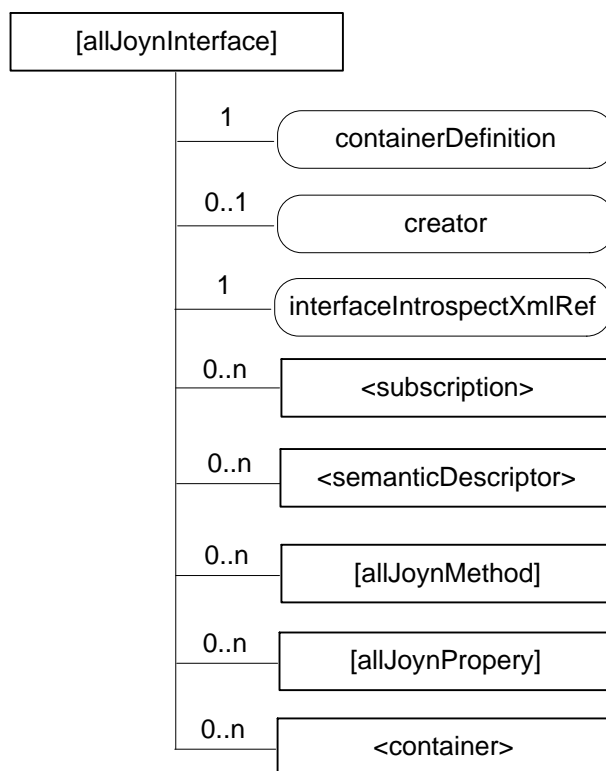 [allJoynInterface]
1
containerDefinition
0..1
creator
1
interfaceIntrospectXmlRef
0..n
<subscription>
0..n
<semanticDescriptor>
0..n
[allJoynMethod]
0..n
[allJoynPropery]
0..n
<container>